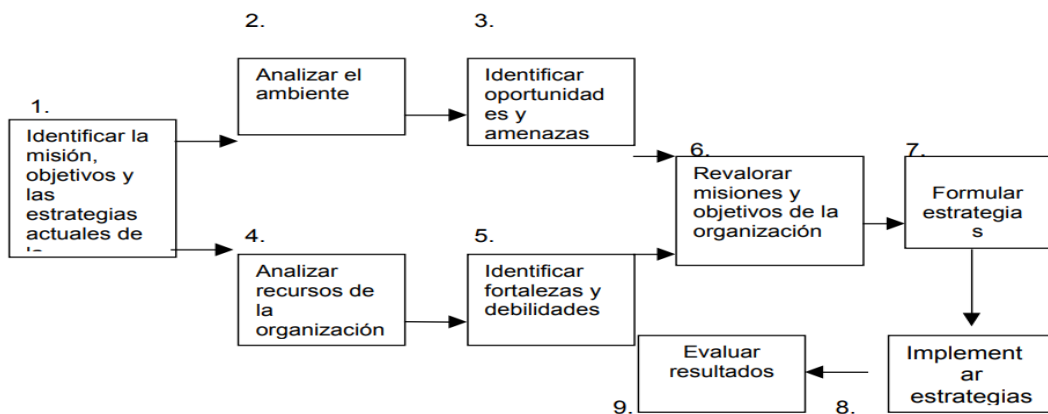 1.
Identificar la
misión,
objetivos y
las
estrategias
actuales de
2.
Analizar el
ambiente
3.
Identificar
oportunidad
es y
amenazas
4.
Analizar
recursos de
la
organización
5.
Identificar
fortalezas y
debilidades
6.
Revalorar
misiones y
objetivos de la
organización
7.
Formular
estrategia
s
Implement
ar
estrategias
8.
Evaluar
resultados
9.